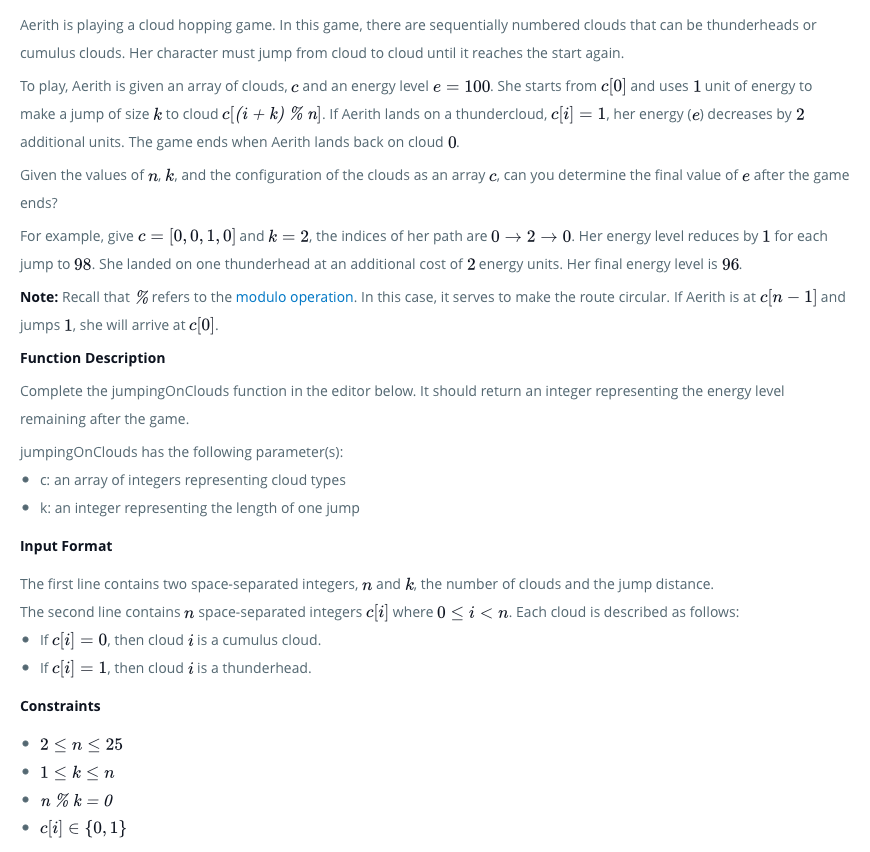 Aerith is playing a cloud hopping game. In this game, there are sequentially numbered clouds that can be thunderheads or
cumulus clouds. Her character must jump from cloud to cloud until it reaches the start again.
To play, Aerith is given an array of clouds, c and an energy level e = 100. She starts from c[0] and uses 1 unit of energy to
make a jump of size k to cloud c[(i + k) % n]. If Aerith lands on a thundercloud, c[i] = 1, her energy (e) decreases by 2
additional units. The game ends when Aerith lands back on cloud 0.
Given the values of n, k, and the configuration of the clouds as an array c, can you determine the final value of e after the game
ends?
For example, give c = [0, 0, 1, 0] and k = 2, the indices of her path are 0 → 2 → 0. Her energy level reduces by 1 for each
jump to 98. She landed on one thunderhead at an additional cost of 2 energy units. Her final energy level is 96.
Note: Recall that % refers to the modulo operation. In this case, it serves to make the route circular. If Aerith is at c[n − 1] and
jumps 1, she will arrive at c[0].
Function Description
Complete the jumpingOnClouds function in the editor below. It should return an integer representing the energy level
remaining after the game.
jumpingOnClouds has the following parameter(s):
• c: an array of integers representing cloud types
• k: an integer representing the length of one jump
Input Format
The first line contains two space-separated integers, n and k, the number of clouds and the jump distance.
The second line contains n space-separated integers c[i] where 0 ≤ i < n. Each cloud is described as follows:
• If c[i] = 0, then cloud i is a cumulus cloud.
• If c[i] = 1, then cloud i is a thunderhead.
Constraints
• 2 ≤ n ≤ 25
• 1 ≤ k ≤ n
• n % k = 0
• c[i] ∈ {0, 1}